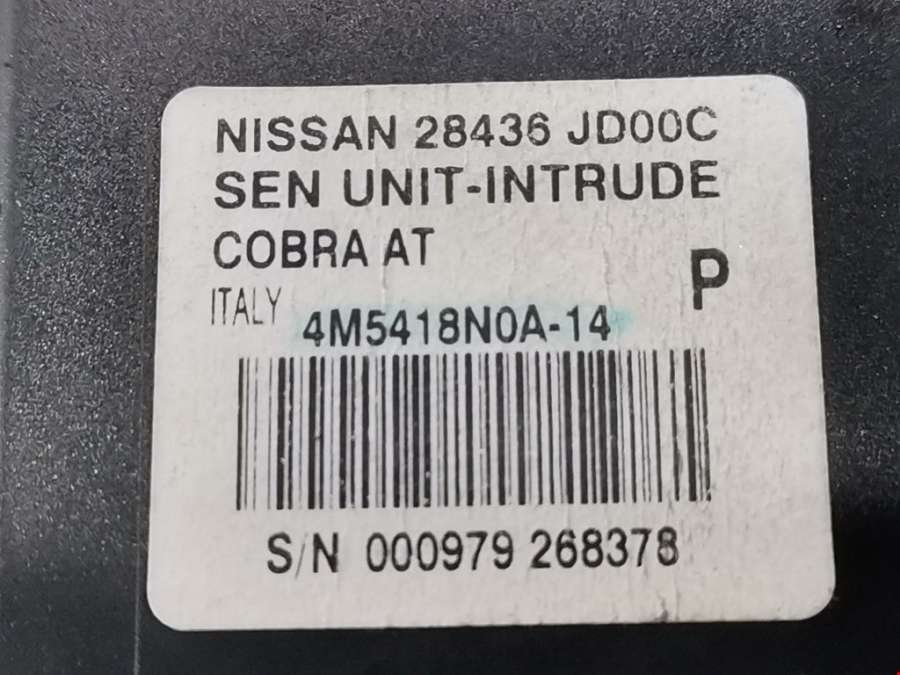 NISSAN 28436 JD00C
SEN UNIT-INTRUDE
COBRA AT
P
ITALY
4M5418N0A-14
S/N 000979 268378